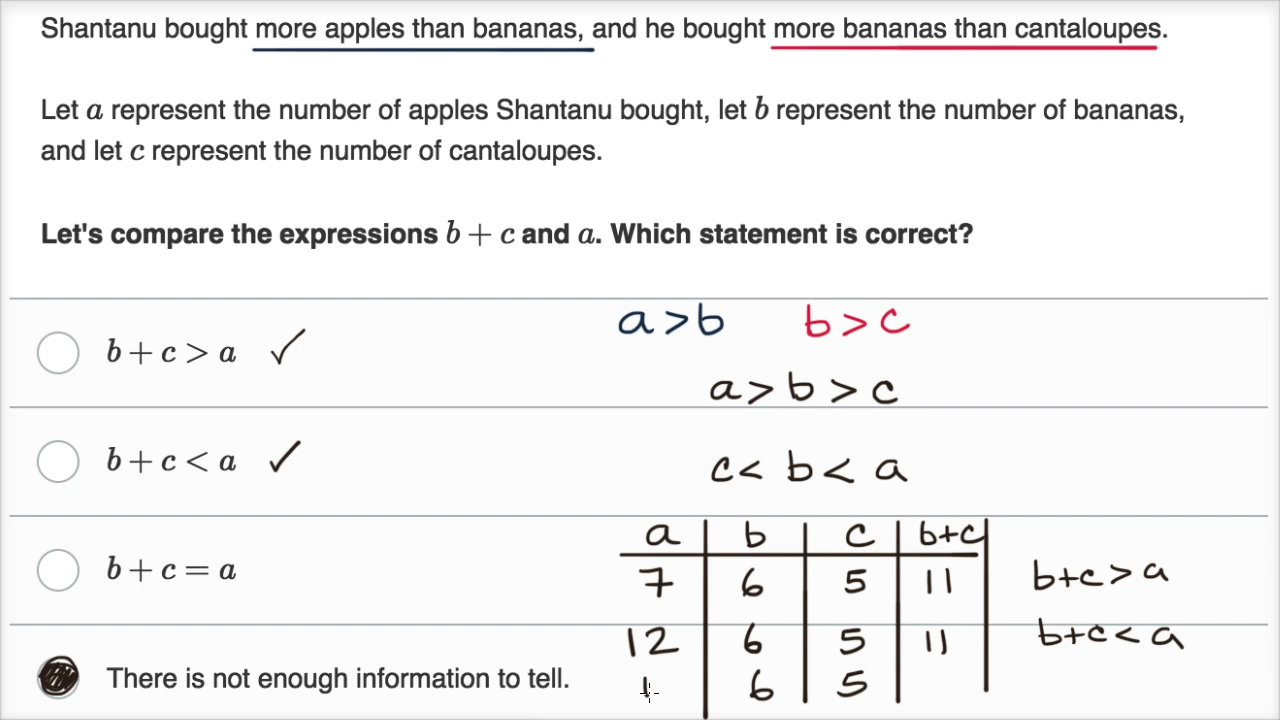 Shantanu bought more apples than bananas, and he bought more bananas than cantaloupes.
Let a represent the number of apples Shantanu bought, let b represent the number of bananas,
and let c represent the number of cantaloupes.
Let's compare the expressions b + c and a. Which statement is correct?
a > b b > c
b + c > a ✓
a > b > c
b + c < a ✓
c < b < a
a b c b+c
b + c = a
7 6 5 11 b+c > a
12 6 5 11 b+c < a
There is not enough information to tell.
1 6 5